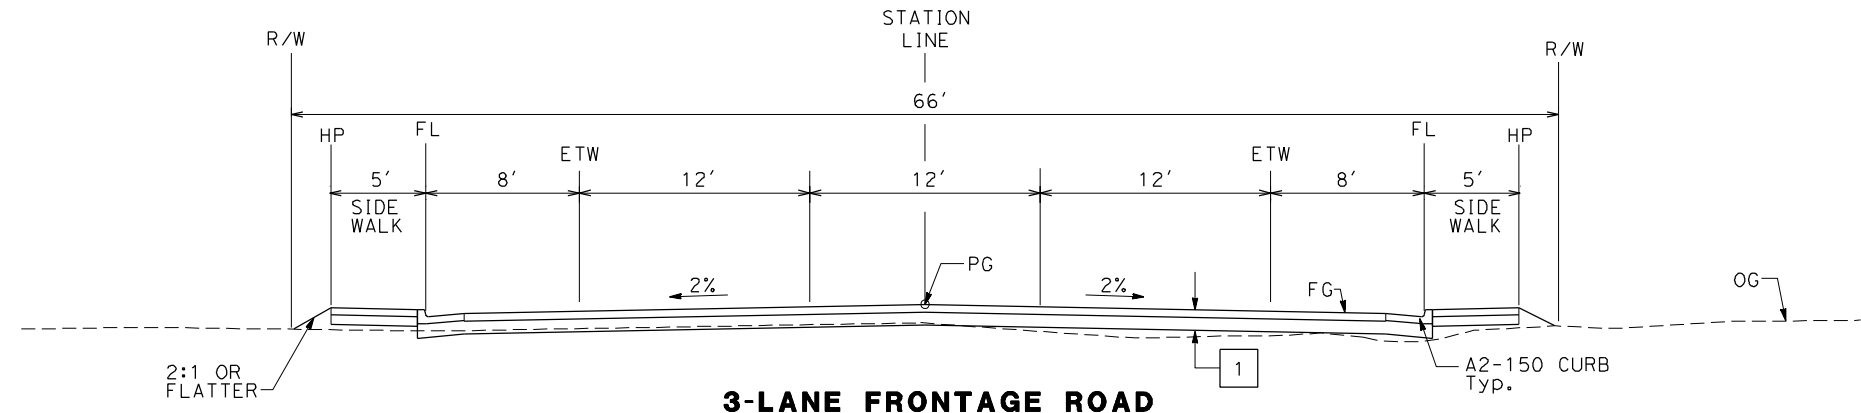 STATION
LINE
R/W
R/W
66'
HP
FL
FL
HP
ETW
ETW
5'
8'
12'
12'
12'
8'
5'
SIDE
WALK
SIDE
WALK
PG
2%
2%
FG
OG
2:1 OR
FLATTER
1
A2-150 CURB
Typ.
3-LANE FRONTAGE ROAD